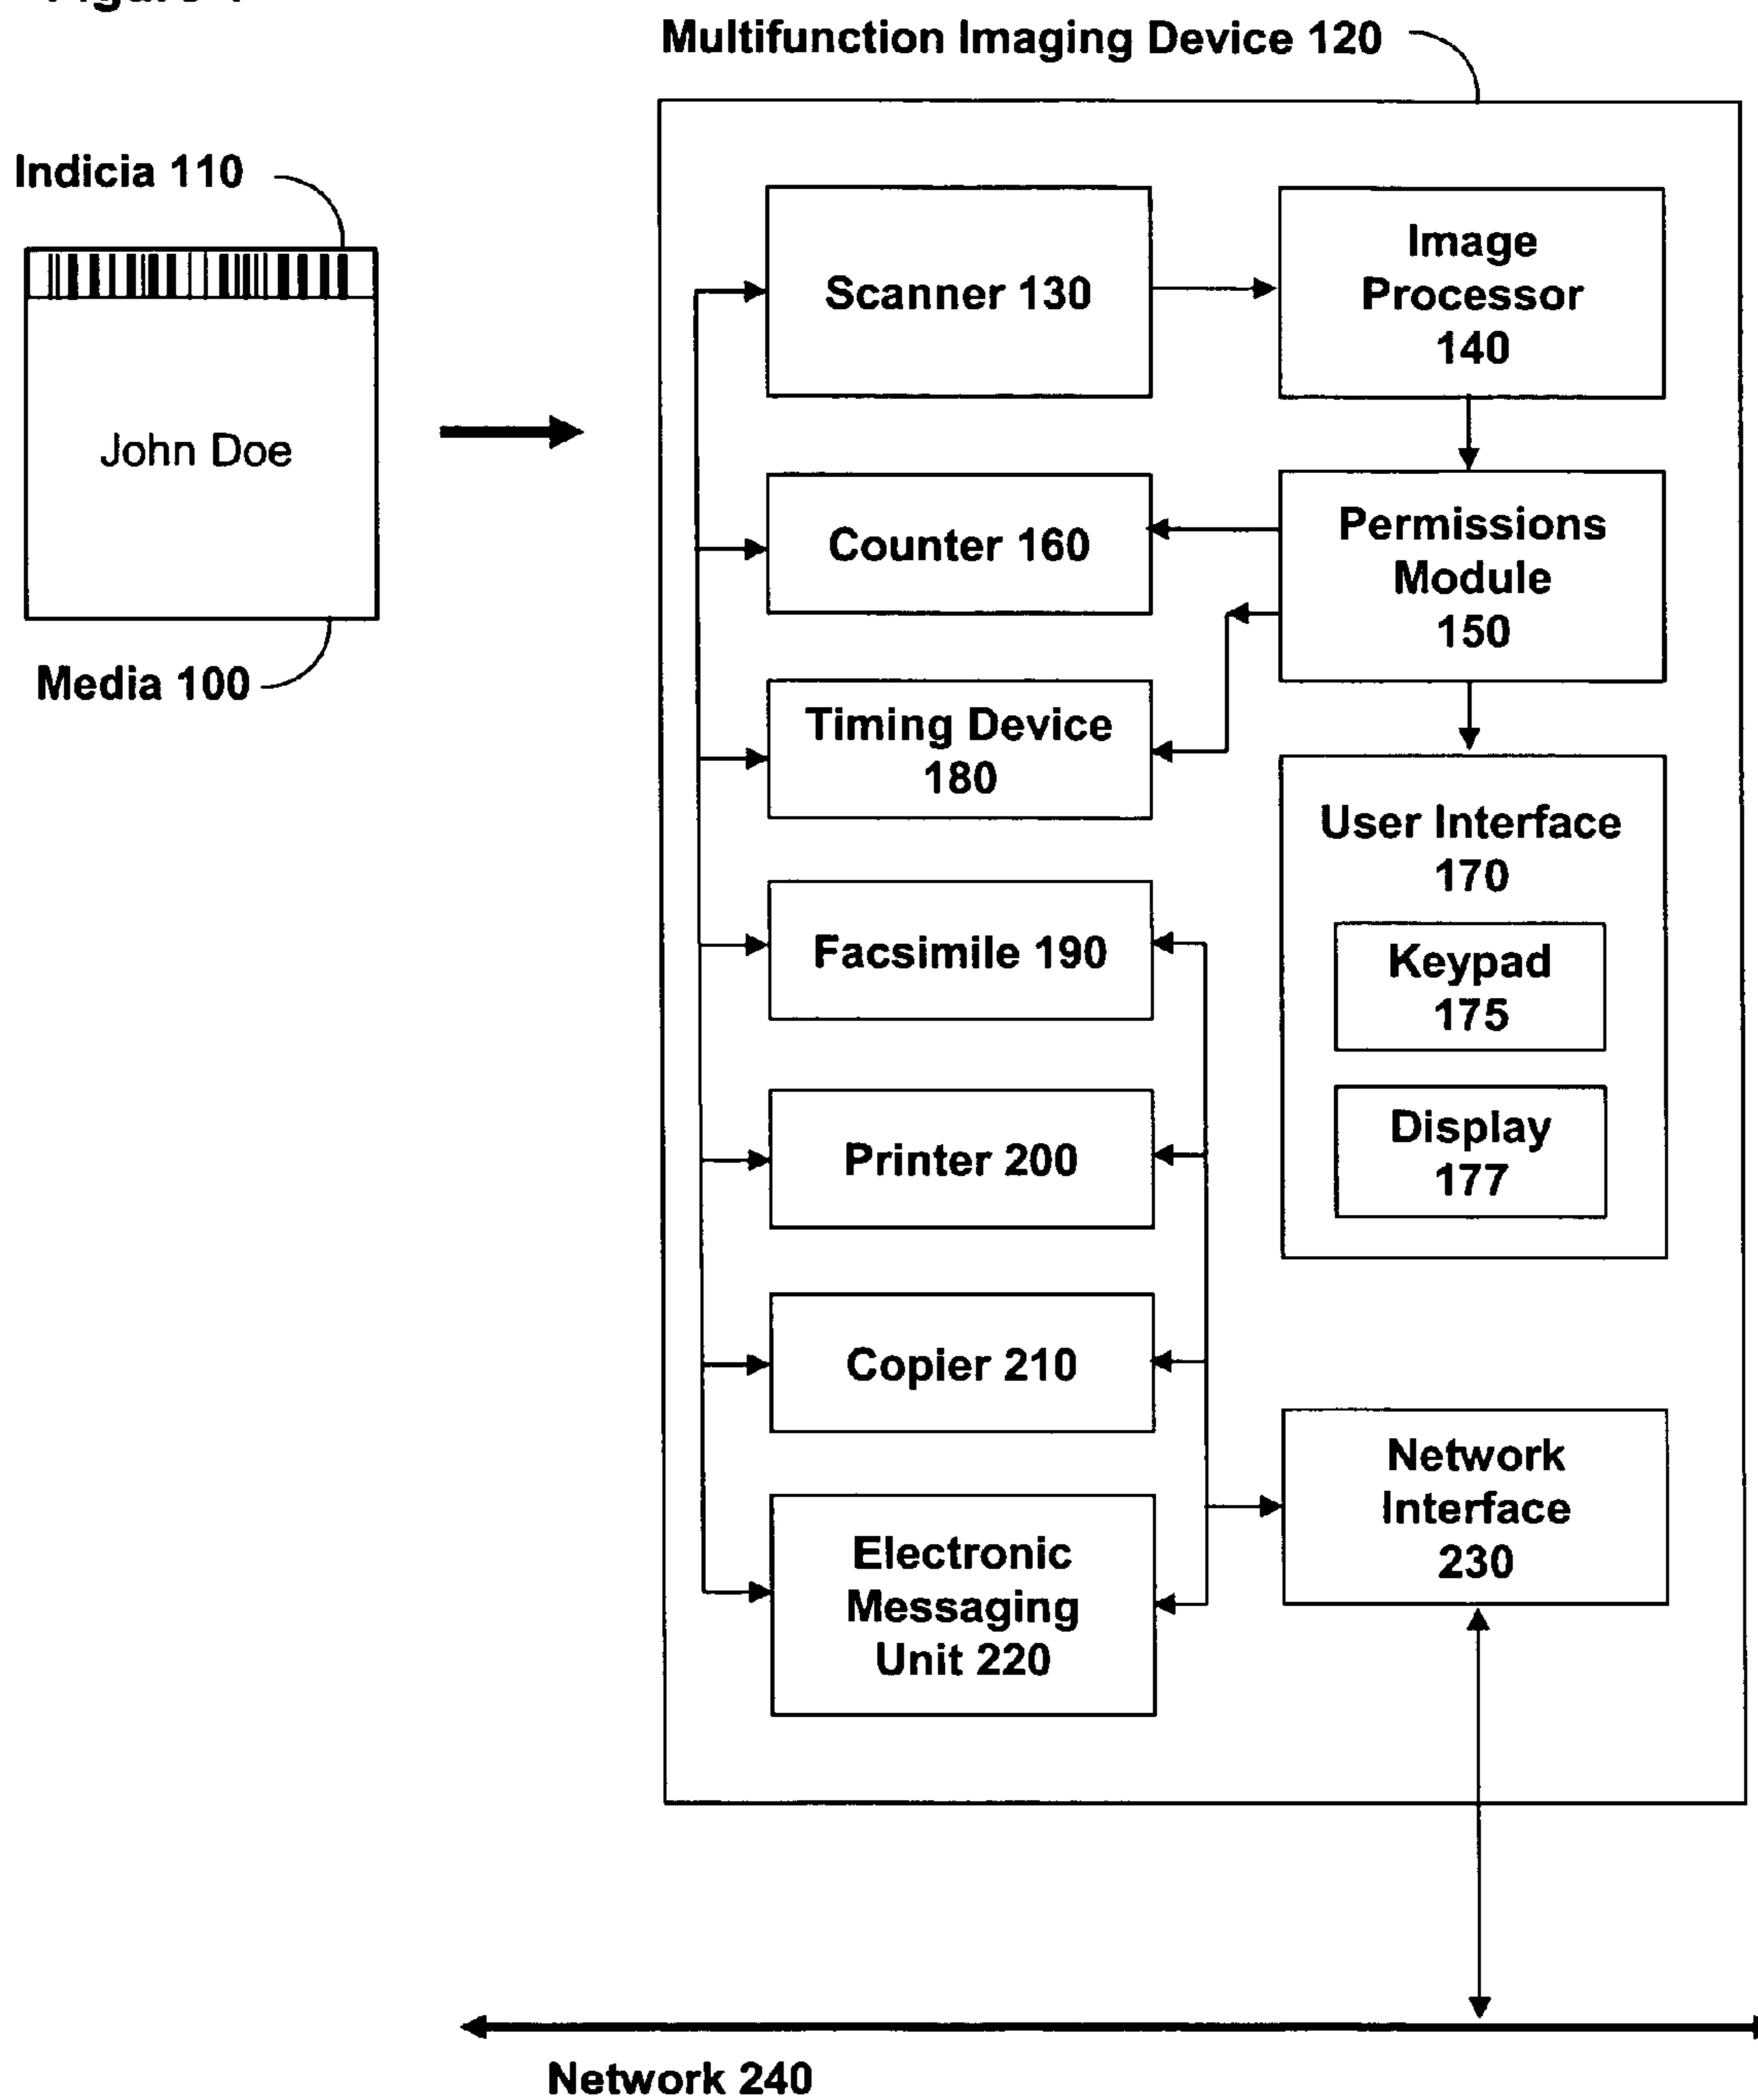 Multifunction Imaging Device 120
Indicia 110
John Doe
Media 100
Scanner 130
Image
Processor
140
Counter 160
Permissions
Module
150
Timing Device
180
User Interface
170
Keypad
175
Display
177
Facsimile 190
Printer 200
Copier 210
Electronic
Messaging
Unit 220
Network
Interface
230
Network 240